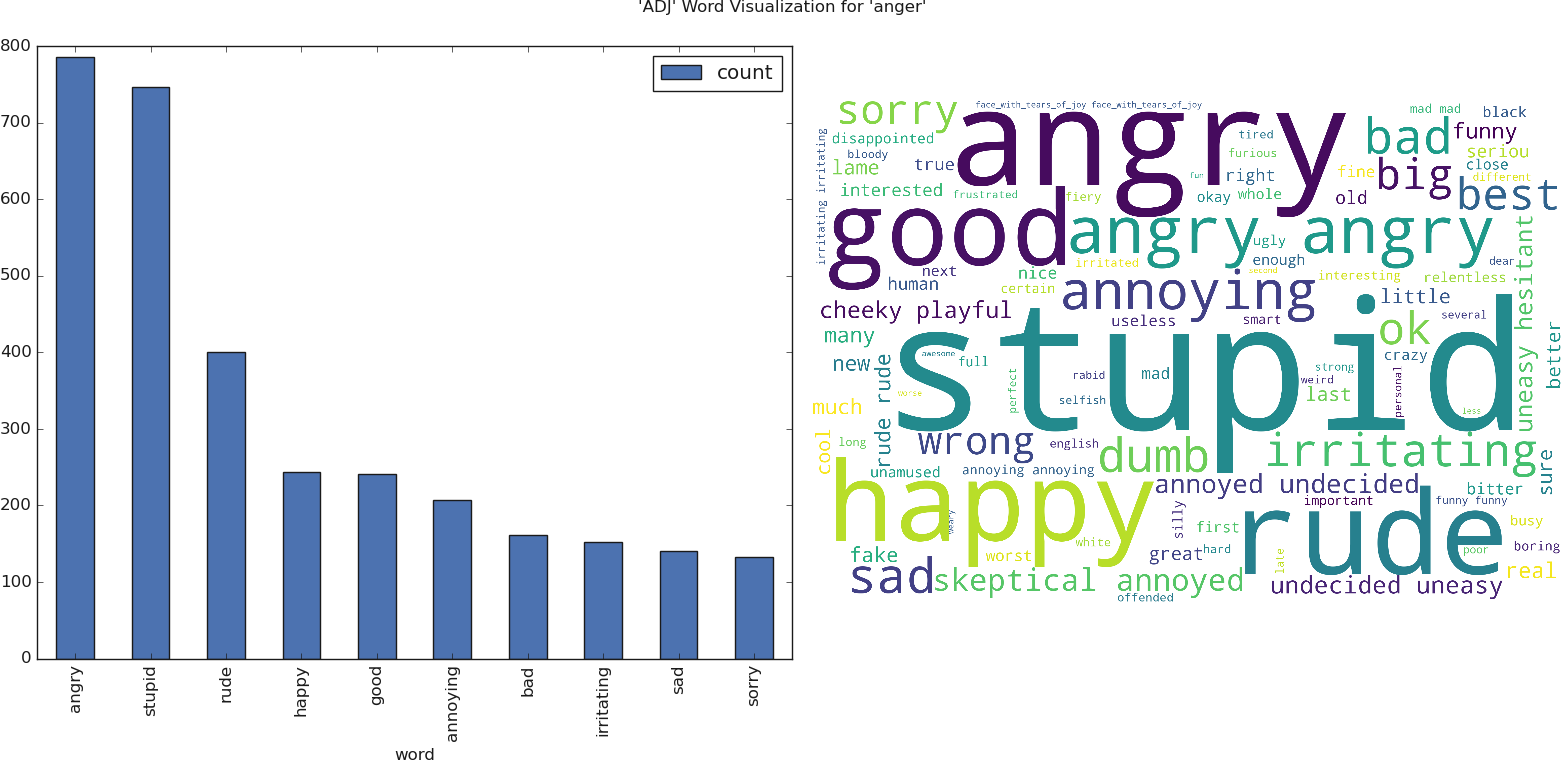 'ADJ' Word Visualization for 'anger'
800
700
600
500
400
300
200
100
0
count
angry
stupid
rude
happy
good
annoying
bad
irritating
sad
sorry
word
face_with_tears_of_joy face_with_tears_of_joy
sorry
angry
mad mad
black
bad
funny
disappointed
tired
bloody
true
furious
seriou
lame
fun
right
fine
big
close
different
interested
frustrated
fiery
okay
whole
old
best
irritating irritating
good
angry angry
ugly
enough
next
nice
irritated
second
interesting
relentless
dear
human
certain
annoying
little
uneasy hesitant
cheeky playful
useless
smart
several
many
stupid
ok
new
awesome
full
crazy
better
rude rude
worse
perfect
rabid
mad
strong
weird
selfish
last
personal
less
much
cool
long
wrong
english
dumb
irritating
sure
unamused
annoying annoying
annoyed undecided
bitter
happy
weary
silly
important
funny funny
rude
first
busy
fake
worst
white
great
hard
late
poor
boring
sad
skeptical annoyed
offended
undecided uneasy
real